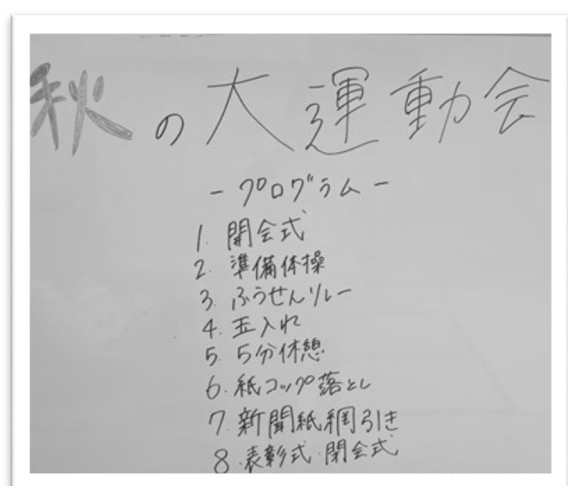 秋の大運動会
-プログラム-
1. 開会式
2. 準備体操
3. ふうせんリレー
4. 玉入れ
5. 5分休憩
6. 紙コップ落とし
7. 新聞紙綱引き
8. 表彰式・閉会式